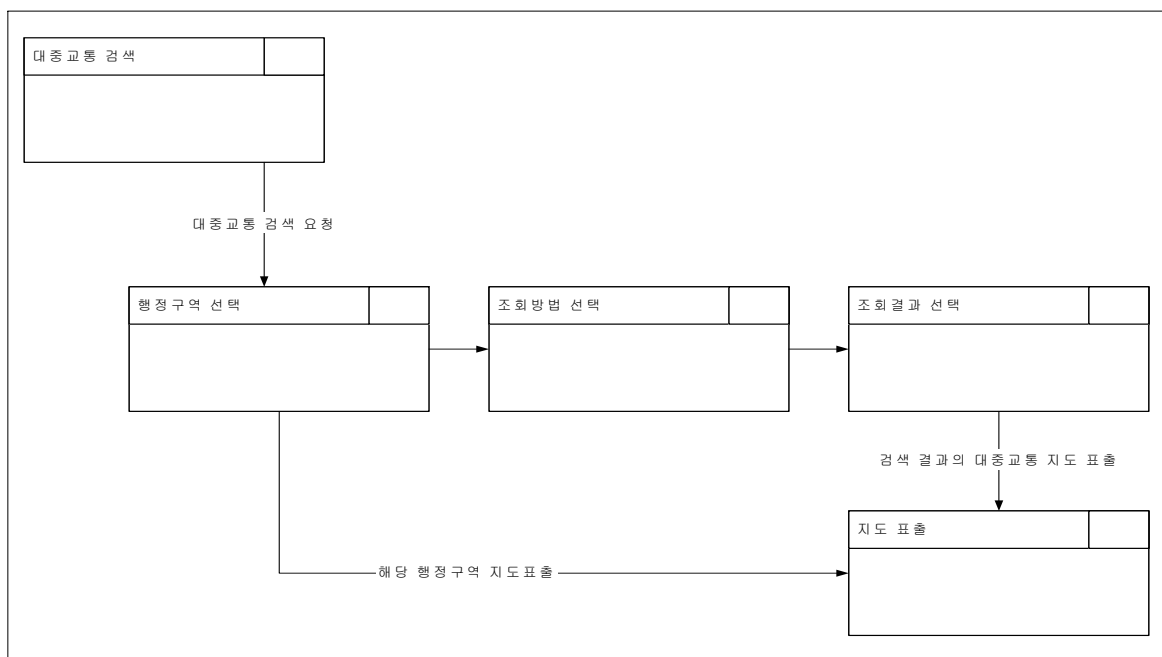 대중교통 검색
대중교통 검색 요청
행정구역 선택
조회방법 선택
조회결과 선택
검색 결과의 대중교통 지도 표출
지도 표출
해당 행정구역 지도표출